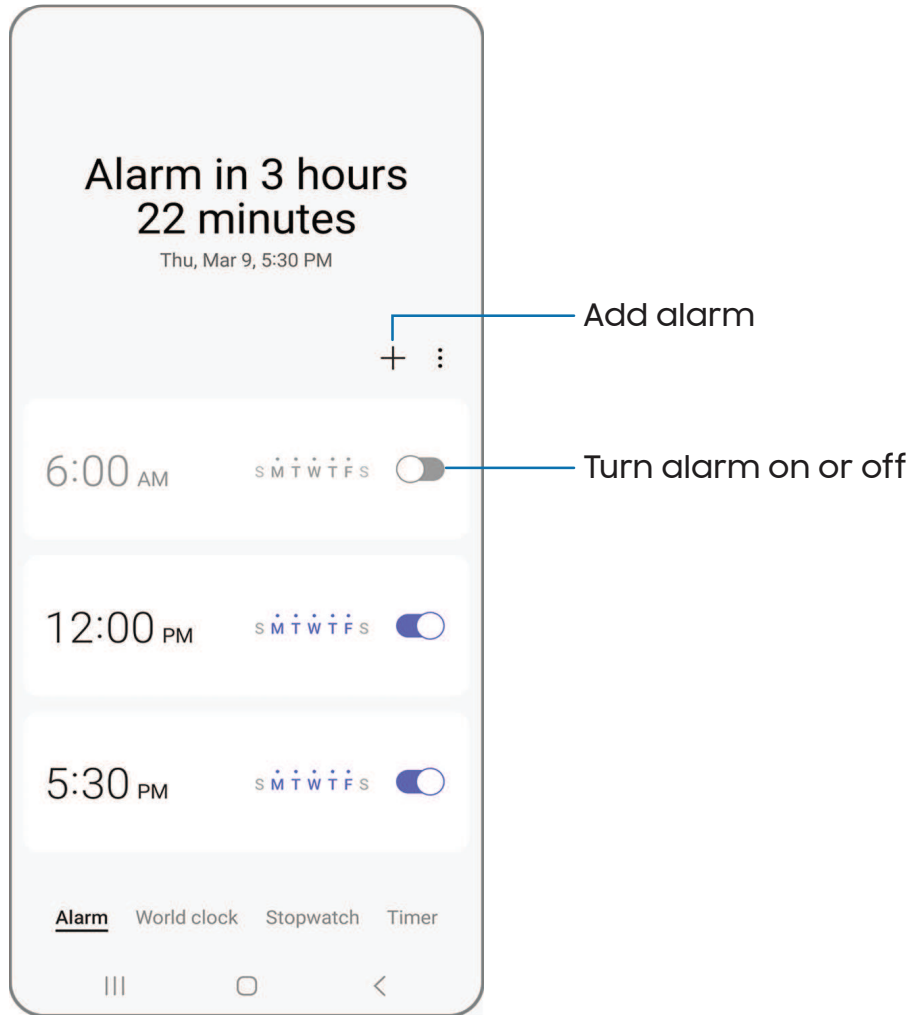 Alarm in 3 hours
22 minutes
Thu, Mar 9, 5:30 PM
Add alarm
6:00 AM S M T W T F S
Turn alarm on or off
12:00 PM S M T W T F S
5:30 PM S M T W T F S
Alarm World clock Stopwatch Timer